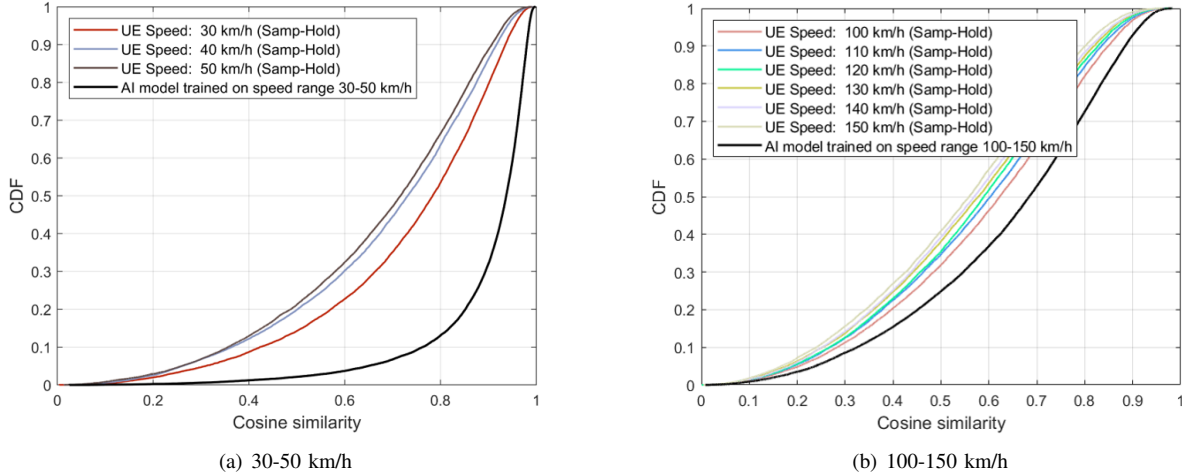 UE Speed: 30 km/h (Samp-Hold)
UE Speed: 40 km/h (Samp-Hold)
UE Speed: 50 km/h (Samp-Hold)
AI model trained on speed range 30-50 km/h
1
0.9
0.8
0.7
0.6
0.5
0.4
0.3
0.2
0.1
0
CDF
0 0.2 0.4 0.6 0.8 1
Cosine similarity
(a) 30-50 km/h
UE Speed: 100 km/h (Samp-Hold)
UE Speed: 110 km/h (Samp-Hold)
UE Speed: 120 km/h (Samp-Hold)
UE Speed: 130 km/h (Samp-Hold)
UE Speed: 140 km/h (Samp-Hold)
UE Speed: 150 km/h (Samp-Hold)
AI model trained on speed range 100-150 km/h
1
0.9
0.8
0.7
0.6
0.5
0.4
0.3
0.2
0.1
0
CDF
0 0.1 0.2 0.3 0.4 0.5 0.6 0.7 0.8 0.9 1
Cosine similarity
(b) 100-150 km/h